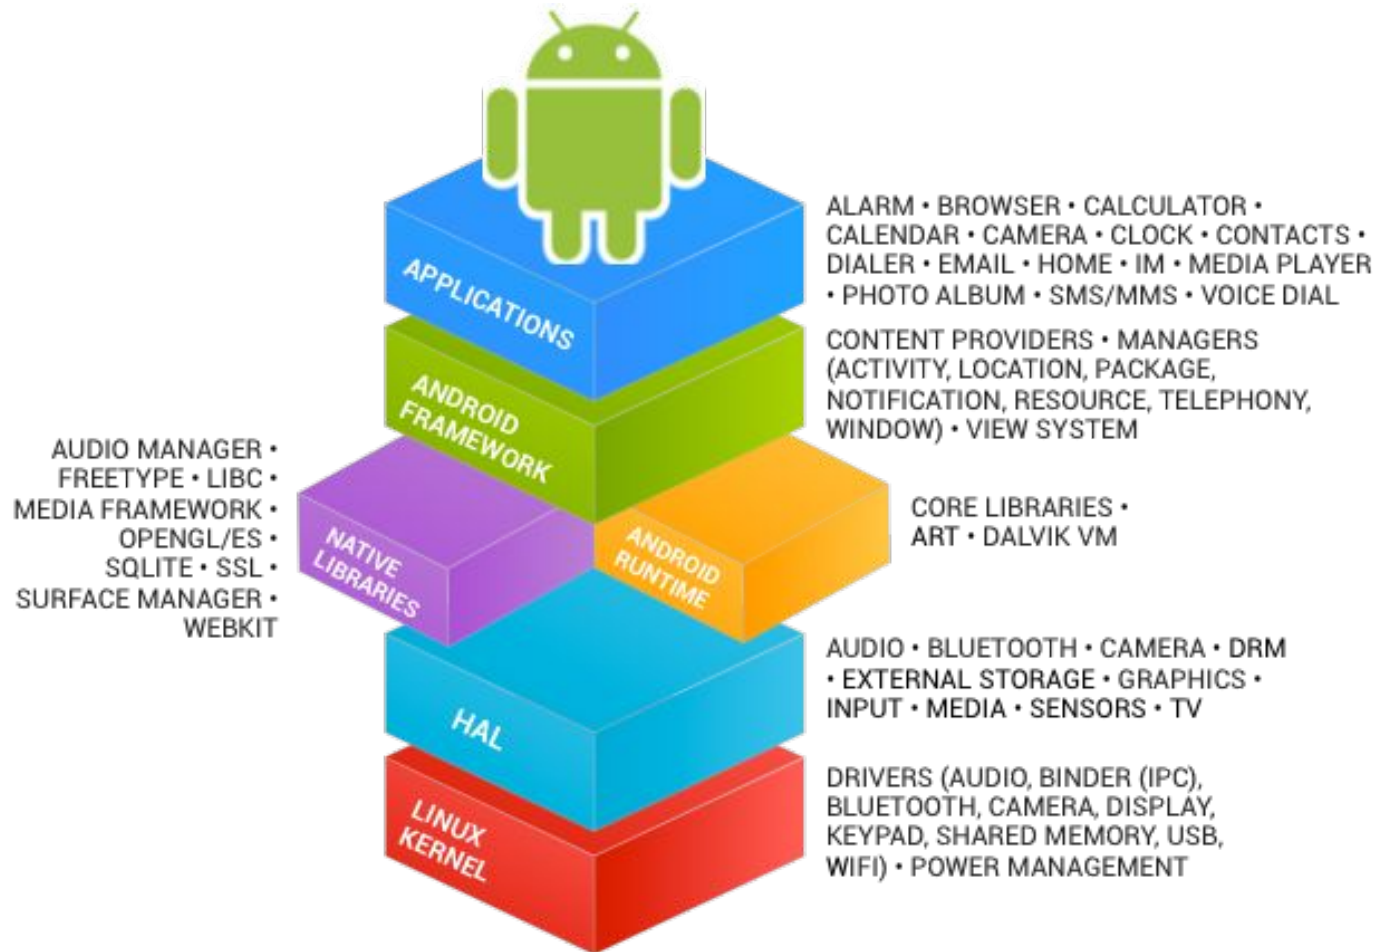 APPLICATIONS
ALARM • BROWSER • CALCULATOR •
CALENDAR • CAMERA • CLOCK • CONTACTS •
DIALER • EMAIL • HOME • IM • MEDIA PLAYER
• PHOTO ALBUM • SMS/MMS • VOICE DIAL
ANDROID
FRAMEWORK
CONTENT PROVIDERS • MANAGERS
(ACTIVITY, LOCATION, PACKAGE,
NOTIFICATION, RESOURCE, TELEPHONY,
WINDOW) • VIEW SYSTEM
AUDIO MANAGER •
FREETYPE • LIBC •
MEDIA FRAMEWORK •
OPENGL/ES •
SQLITE • SSL •
SURFACE MANAGER •
WEBKIT
NATIVE
LIBRARIES
ANDROID
RUNTIME
CORE LIBRARIES •
ART • DALVIK VM
HAL
AUDIO • BLUETOOTH • CAMERA • DRM
• EXTERNAL STORAGE • GRAPHICS •
INPUT • MEDIA • SENSORS • TV
LINUX
KERNEL
DRIVERS (AUDIO, BINDER (IPC),
BLUETOOTH, CAMERA, DISPLAY,
KEYPAD, SHARED MEMORY, USB,
WIFI) • POWER MANAGEMENT